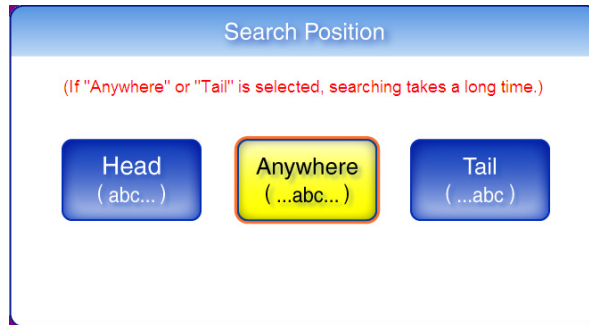 Search Position
(If "Anywhere" or "Tail" is selected, searching takes a long time.)
Head Anywhere Tail
( abc... ) ( ...abc... ) ( ...abc )